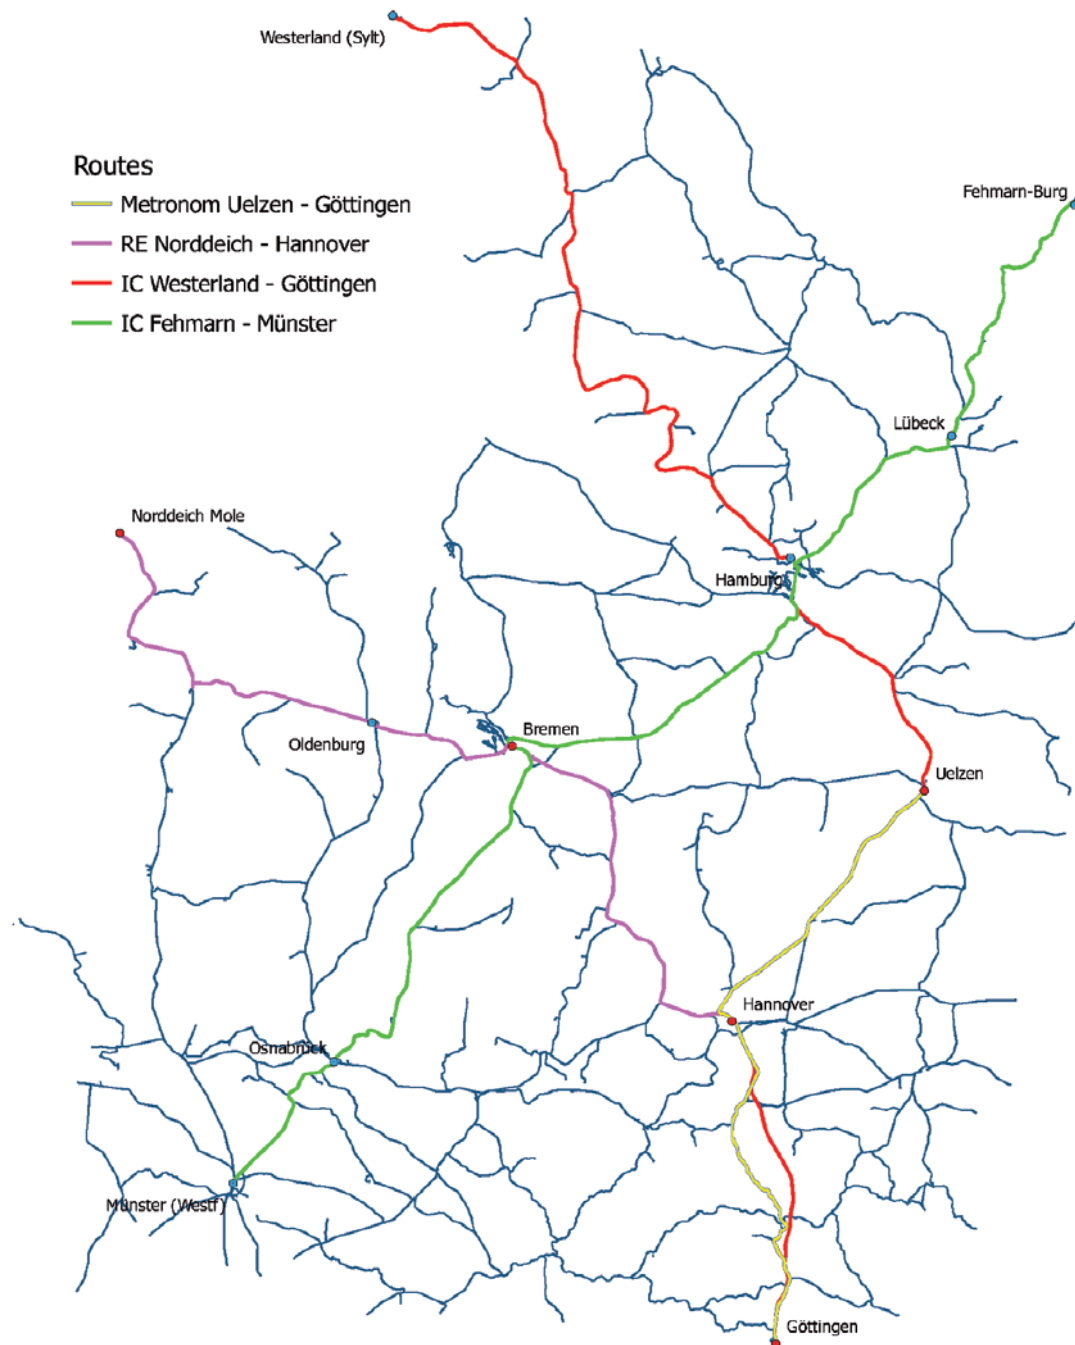 Westerland (Sylt)
Routes
Metronom Uelzen - Göttingen
RE Norddeich - Hannover
IC Westerland - Göttingen
IC Fehmarn - Münster
Fehmarn-Burg
Lübeck
Norddeich Mole
Hamburg
Oldenburg
Bremen
Uelzen
Hannover
Osnabrück
Münster (Westf)
Göttingen